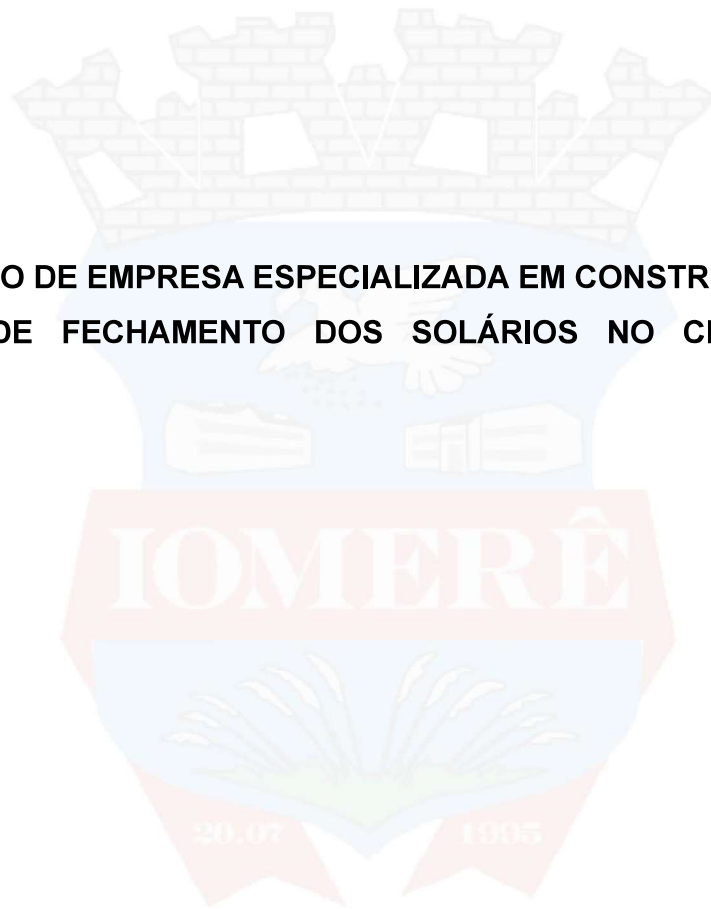 O DE EMPRESA ESPECIALIZADA EM CONSTR
DE FECHAMENTO DOS SOLÁRIOS NO
IOMERÊ
20.07 1995